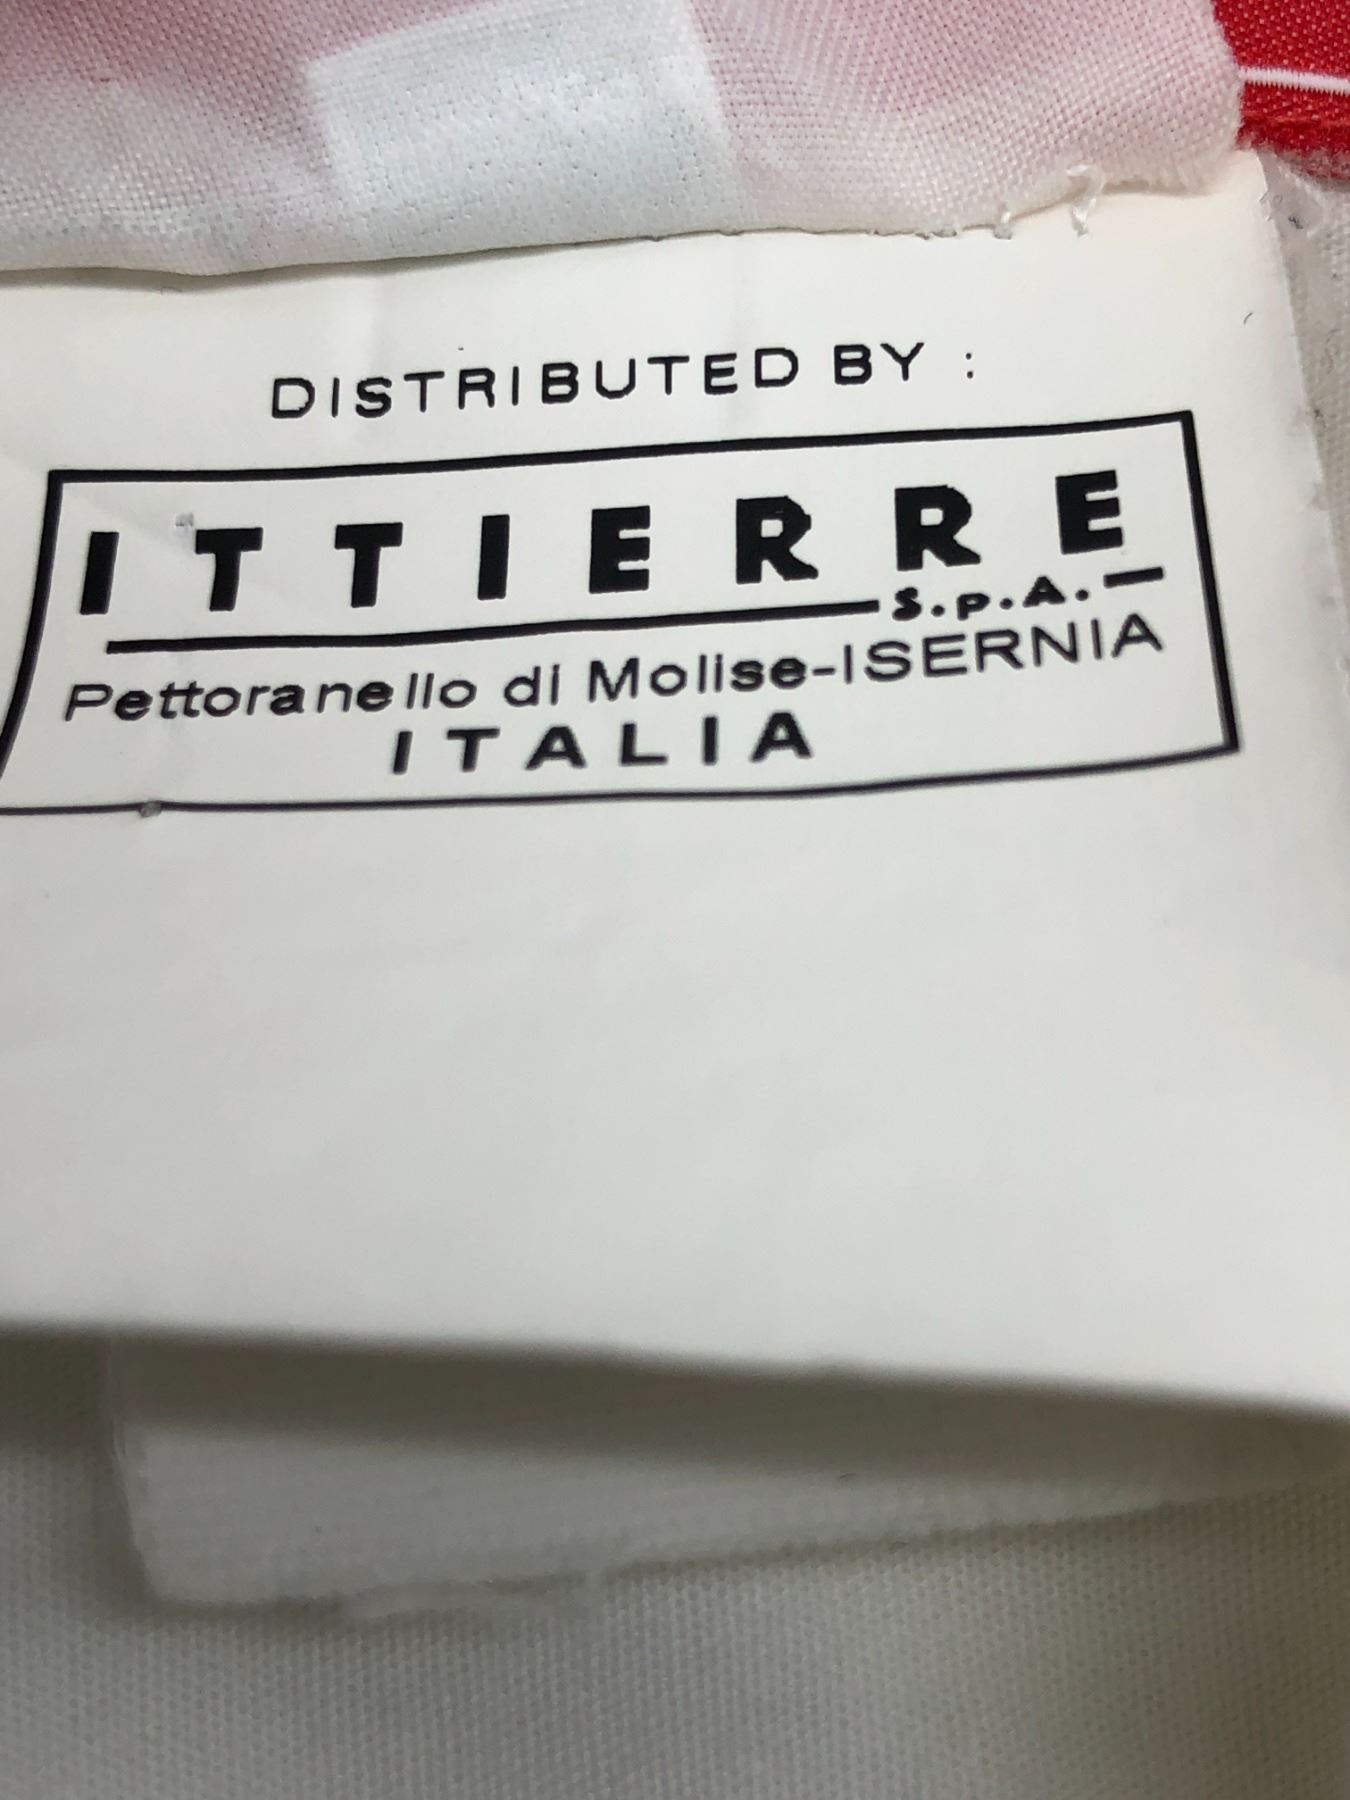 DISTRIBUTED BY :
ITTIERRE
S.p.A.
Pettoranello di Molise-ISERNIA
ITALIA